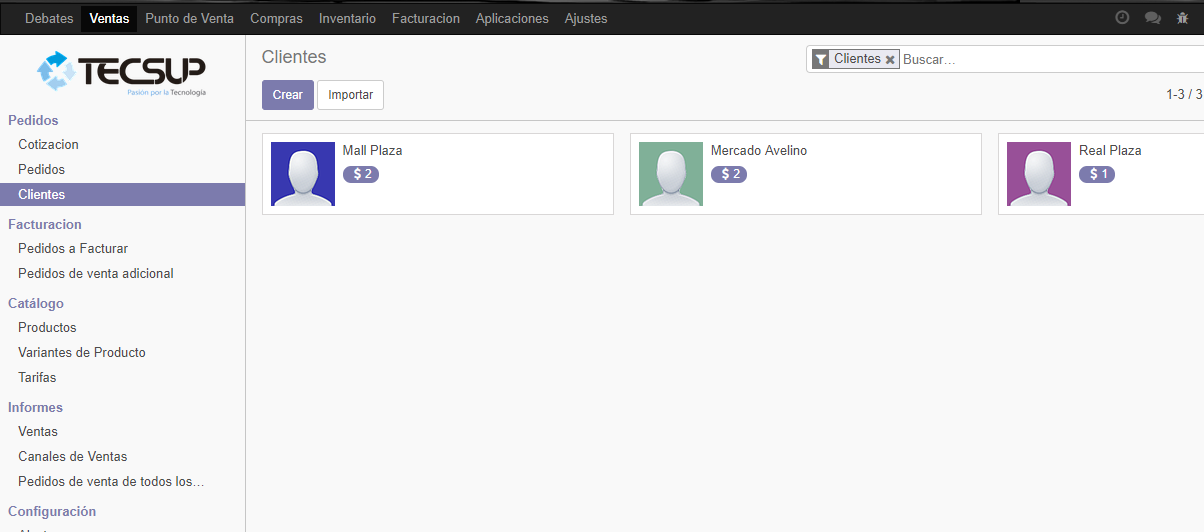 Debates Ventas Punto de Venta Compras Inventario Facturacion Aplicaciones Ajustes
TECSUP
Pasión por la Tecnología
Pedidos
Cotizacion
Pedidos
Clientes
Facturacion
Pedidos a Facturar
Pedidos de venta adicional
Catálogo
Productos
Variantes de Producto
Tarifas
Informes
Ventas
Canales de Ventas
Pedidos de venta de todos los…
Configuración
Clientes
Clientes × Buscar...
Crear Importar
1-3 / 3
Mall Plaza
$ 2
Mercado Avelino
$ 2
Real Plaza
$ 1